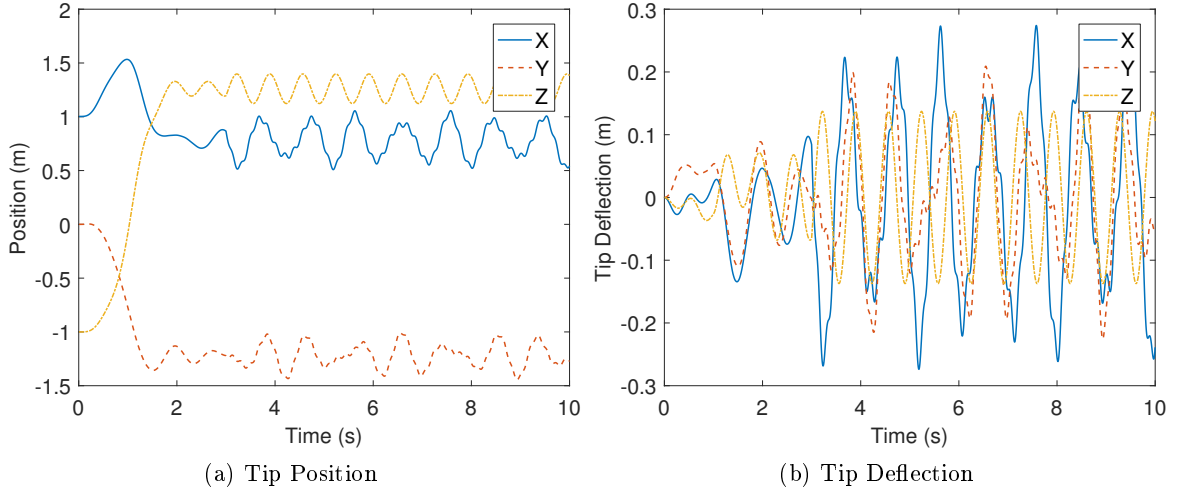 2
1.5
1
0.5
0
-0.5
-1
-1.5
Position (m)
0 2 4 6 8 10
Time (s)
X
Y
Z
(a) Tip Position
0.3
0.2
0.1
0
-0.1
-0.2
-0.3
Tip Deflection (m)
0 2 4 6 8 10
Time (s)
X
Y
Z
(b) Tip Deflection